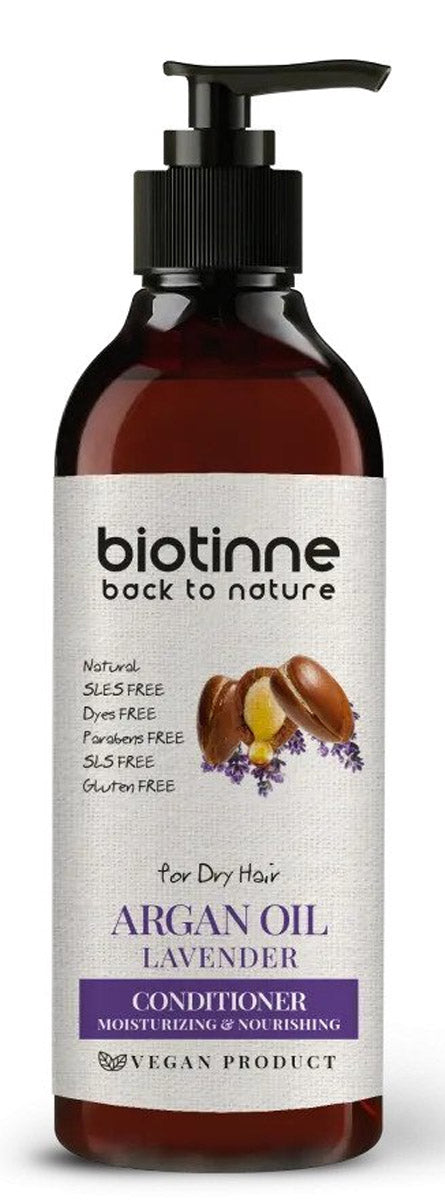 biotinne
back to nature
Natural
SLES FREE
Dyes FREE
Parabens FREE
SLS FREE
Gluten FREE
for Dry Hair
ARGAN OIL
LAVENDER
CONDITIONER
MOISTURIZING & NOURISHING
VEGAN PRODUCT